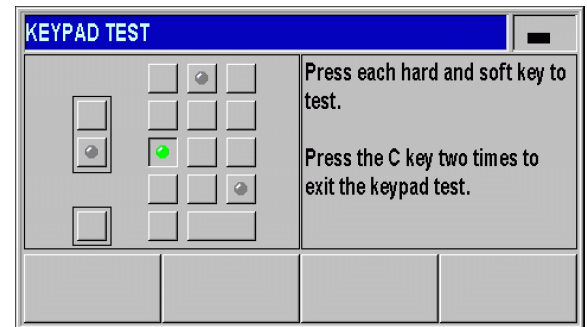 KEYPAD TEST
Press each hard and soft key to
test.
Press the C key two times to
exit the keypad test.